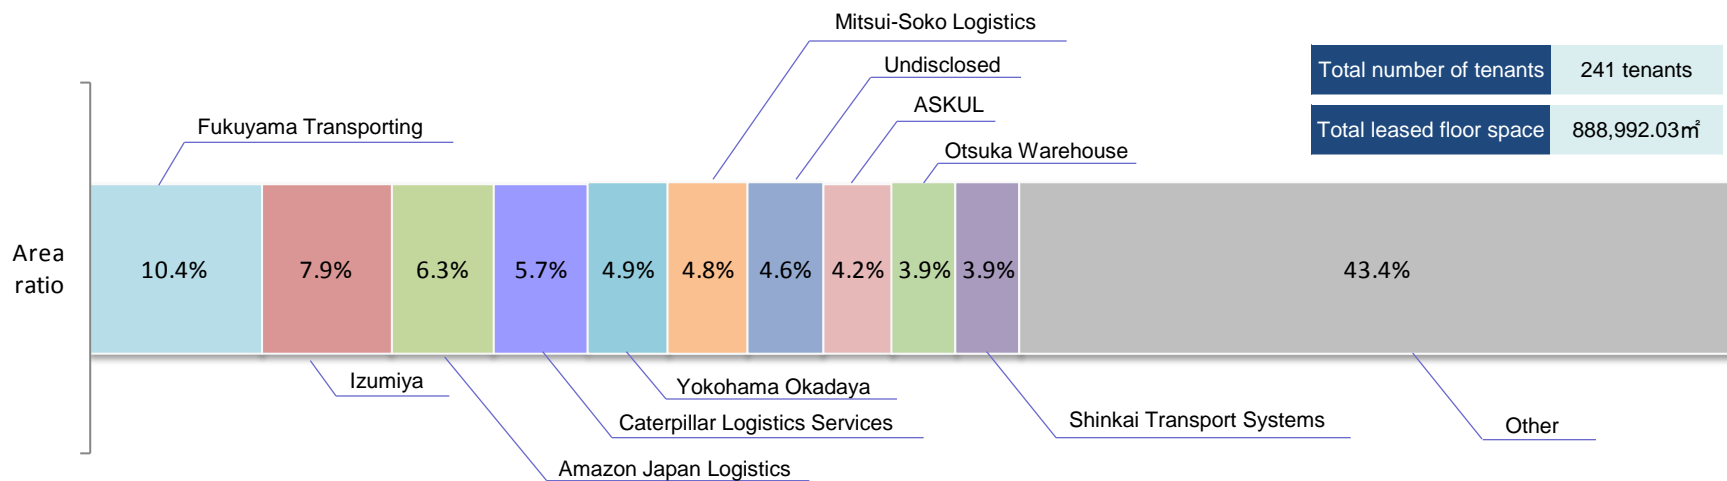 Mitsui-Soko Logistics
Undisclosed
ASKUL
Otsuka Warehouse
Fukuyama Transporting
Total number of tenants 241 tenants
Total leased floor space 888,992.03㎡
Area
ratio
10.4% 7.9% 6.3% 5.7% 4.9% 4.8% 4.6% 4.2% 3.9% 3.9% 43.4%
Izumiya
Yokohama Okadaya
Caterpillar Logistics Services
Amazon Japan Logistics
Shinkai Transport Systems
Other